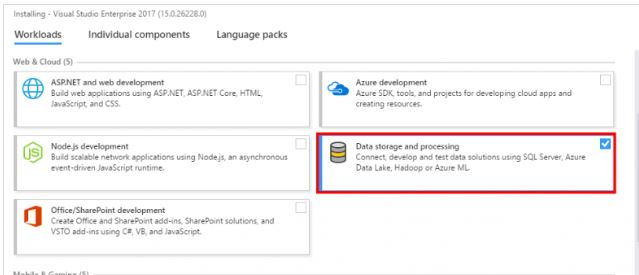 Installing - Visual Studio Enterprise 2017 (15.0.26228.0)
Workloads Individual components Language packs
Web & Cloud (5)
ASP.NET and web development
Build web applications using ASP.NET, ASP.NET Core, HTML,
JavaScript, and CSS.
Azure development
Azure SDK, tools, and projects for developing cloud apps and
creating resources.
Node.js development
Build scalable network applications using Node.js, an asynchronous
event-driven JavaScript runtime.
Data storage and processing
Connect, develop and test data solutions using SQL Server, Azure
Data Lake, Hadoop or Azure ML.
Office/SharePoint development
Create Office and SharePoint add-ins, SharePoint solutions, and
VSTO add-ins using C#, VB, and JavaScript.
Mobile & Gaming (5)